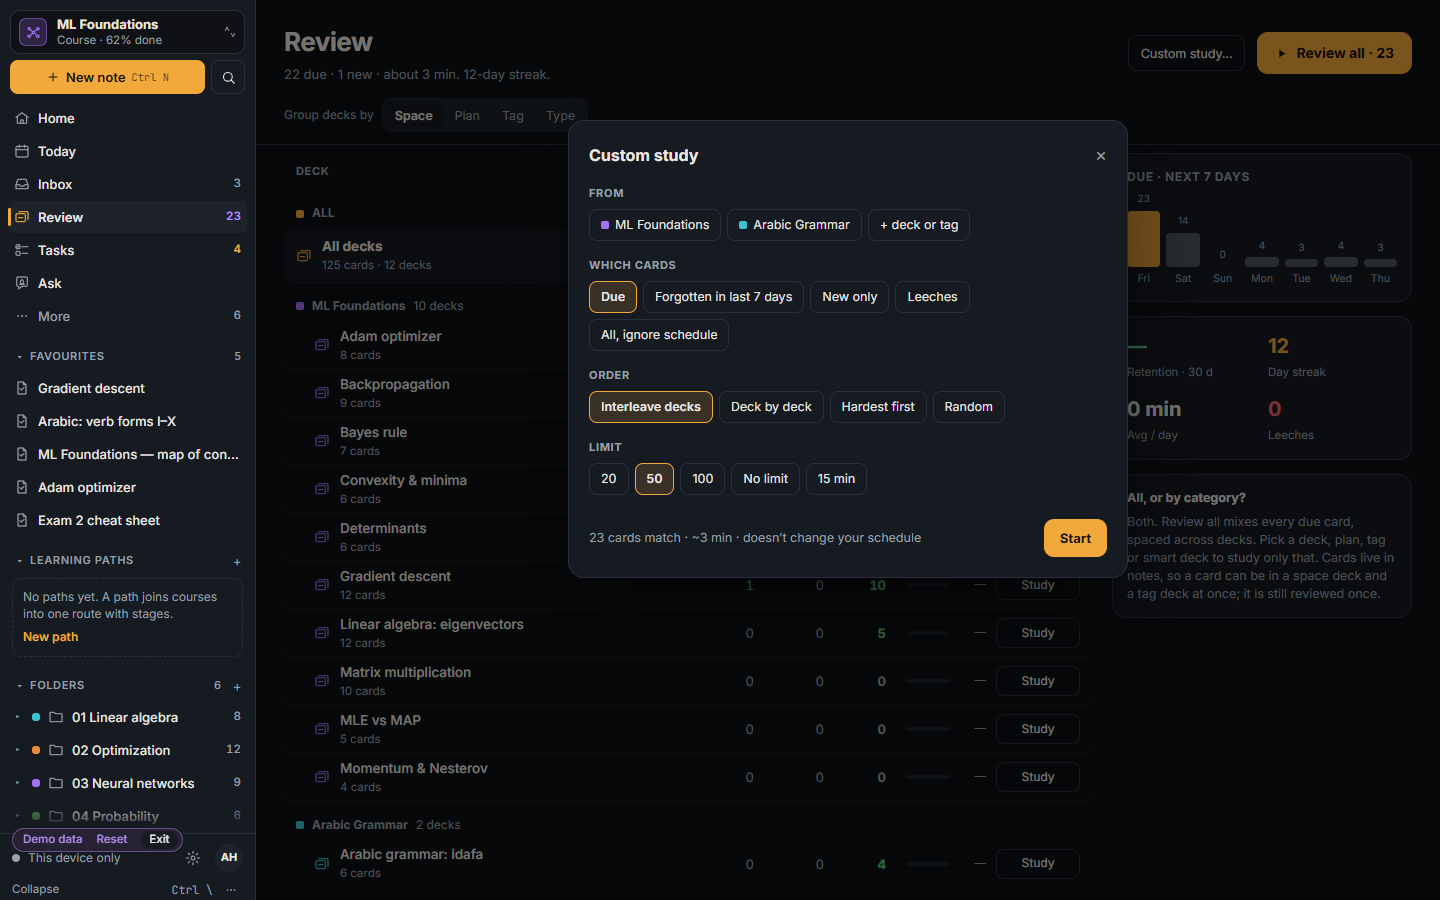 ML Foundations
Course · 62% done
+ New note Ctrl N
Home
Today
Inbox 3
Review 23
Tasks 4
Ask
More 6
FAVOURITES 5
Gradient descent
Arabic: verb forms I–X
ML Foundations — map of con...
Adam optimizer
Exam 2 cheat sheet
LEARNING PATHS +
No paths yet. A path joins courses
into one route with stages.
New path
FOLDERS 6 +
01 Linear algebra 8
02 Optimization 12
03 Neural networks 9
04 Probability 6
Demo data Reset Exit
This device only AH
Collapse Ctrl \ ...
Review
22 due · 1 new · about 3 min. 12-day streak.
Custom study...
Review all · 23
Group decks by Space Plan Tag Type
DECK
ALL
All decks
125 cards · 12 decks
ML Foundations 10 decks
Adam optimizer
8 cards
Backpropagation
9 cards
Bayes rule
7 cards
Convexity & minima
6 cards
Determinants
6 cards
Gradient descent
12 cards
1 0 10 — Study
Linear algebra: eigenvectors
12 cards
0 0 5 — Study
Matrix multiplication
10 cards
0 0 0 — Study
MLE vs MAP
5 cards
0 0 0 — Study
Momentum & Nesterov
4 cards
0 0 0 — Study
Arabic Grammar 2 decks
Arabic grammar: idafa
6 cards
0 0 4 — Study
Custom study ×
FROM
ML Foundations Arabic Grammar + deck or tag
WHICH CARDS
Due Forgotten in last 7 days New only Leeches
All, ignore schedule
ORDER
Interleave decks Deck by deck Hardest first Random
LIMIT
20 50 100 No limit 15 min
23 cards match · ~3 min · doesn't change your schedule
Start
DUE · NEXT 7 DAYS
23 14 0 4 3 4 3
Fri Sat Sun Mon Tue Wed Thu
— 12
Retention · 30 d Day streak
0 min 0
Avg / day Leeches
All, or by category?
Both. Review all mixes every due card,
spaced across decks. Pick a deck, plan, tag
or smart deck to study only that. Cards live in
notes, so a card can be in a space deck and
a tag deck at once; it is still reviewed once.